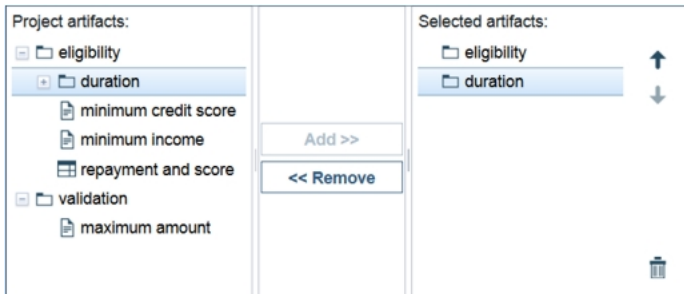 Project artifacts:
eligibility
duration
minimum credit score
minimum income
repayment and score
validation
maximum amount
Add >>
<< Remove
Selected artifacts:
eligibility
duration